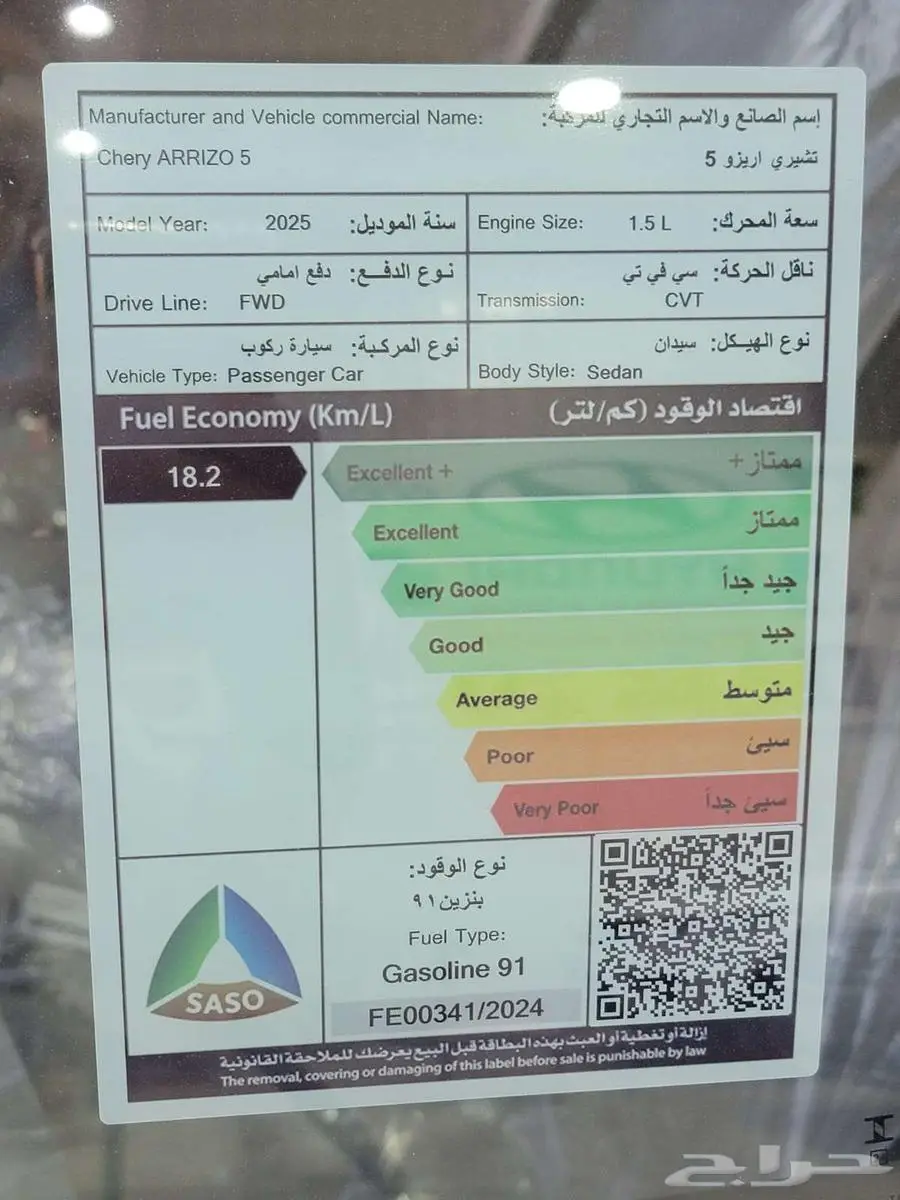 Manufacturer and Vehicle commercial Name: إسم الصانع والاسم التجاري للمركبة:
Chery ARRIZO 5 تشيري اريزو 5
Model Year: 2025 سنة الموديل: Engine Size: 1.5 L سعة المحرك:
نوع الدفـــع: دفع امامي ناقل الحركة: سي في تي
Drive Line: FWD Transmission: CVT
نوع المركـبة: سيارة ركوب نوع الهيــكل: سيدان
Vehicle Type: Passenger Car Body Style: Sedan
Fuel Economy (Km/L) اقتصاد الوقود (كم/لتر)
18.2 Excellent + ممتاز+
Excellent ممتاز
Very Good جيد جداً
Good جيد
Average متوسط
Poor سيئ
Very Poor سيئ جداً
نوع الوقود:
بنزين ٩١
Fuel Type:
Gasoline 91
SASO
FE00341/2024
إزالة أو تغطية أو العبث بهذه البطاقة قبل البيع يعرضك للملاحقة القانونية
The removal, covering or damaging of this label before sale is punishable by law
حراج